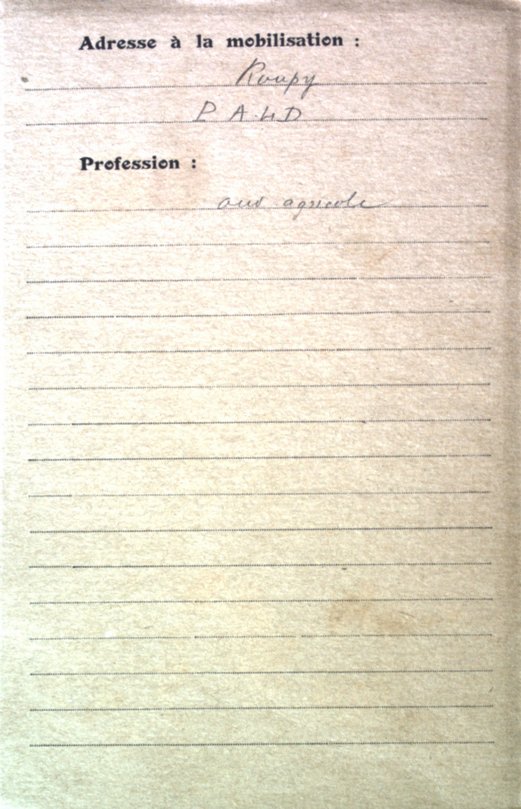 Adresse à la mobilisation :
Roupy
Profession :
ouv. agricole